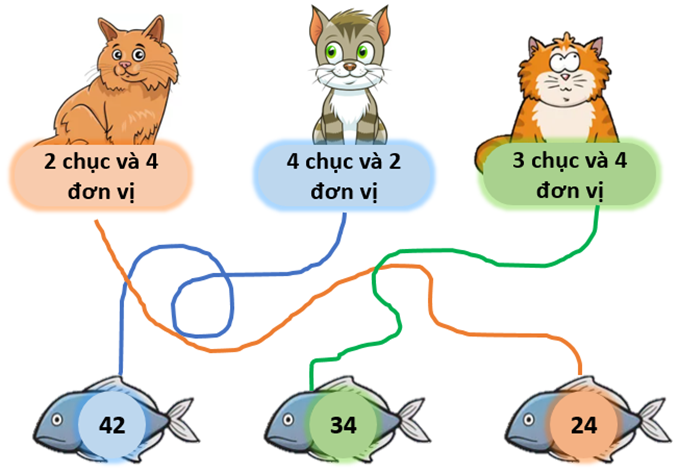 2 chục và 4
đơn vị
4 chục và 2
đơn vị
3 chục và 4
đơn vị
42
34
24